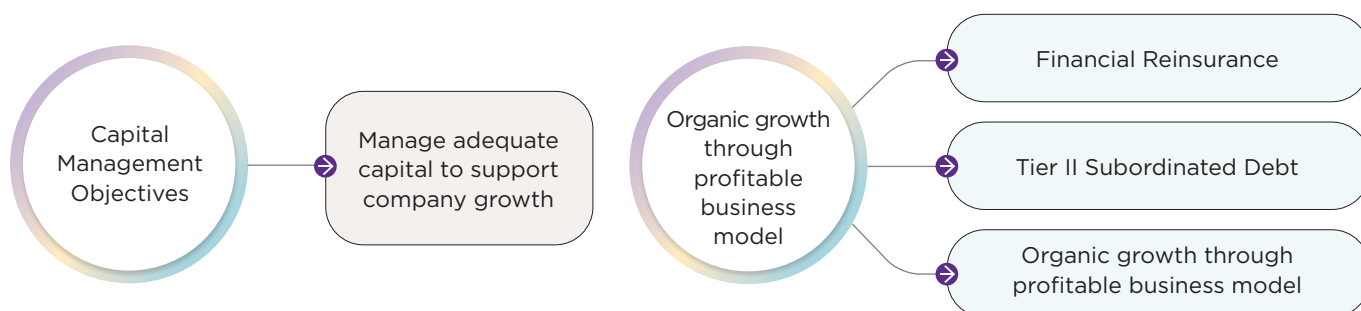 Capital
Management
Objectives
Manage adequate
capital to support
company growth
Organic growth
through
profitable
business
model
Financial Reinsurance
Tier II Subordinated Debt
Organic growth through
profitable business model